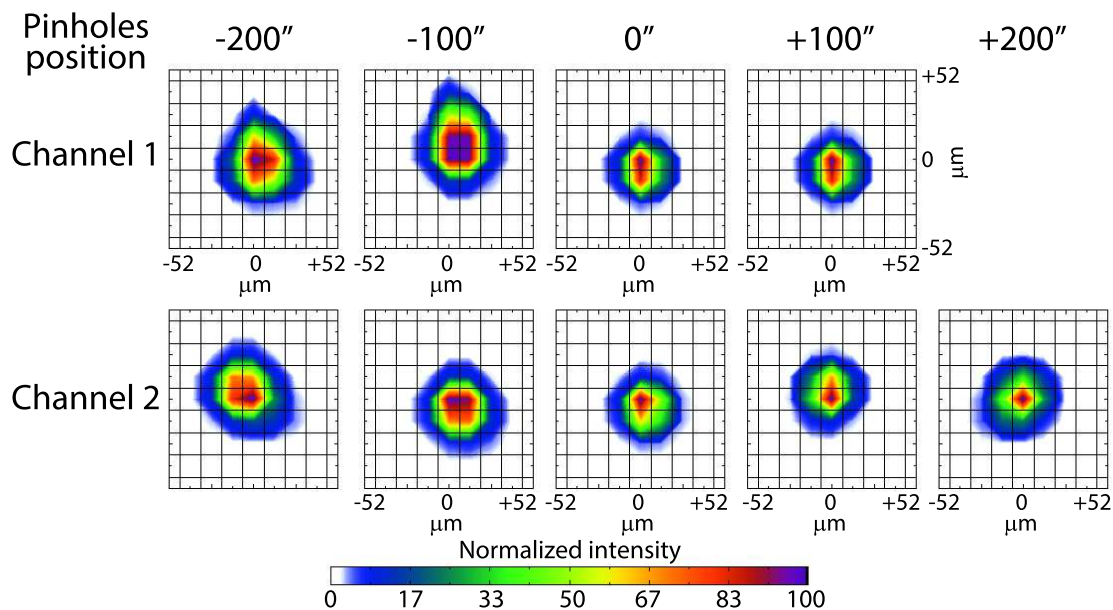 Pinholes position
-200” -100” 0” +100” +200”
Channel 1
+52
0 μm
-52
-52 0 +52 -52 0 +52 -52 0 +52 -52 0 +52
μm μm μm μm
Channel 2
-52 0 +52 -52 0 +52 -52 0 +52 -52 0 +52
μm μm μm μm
Normalized intensity
0 17 33 50 67 83 100